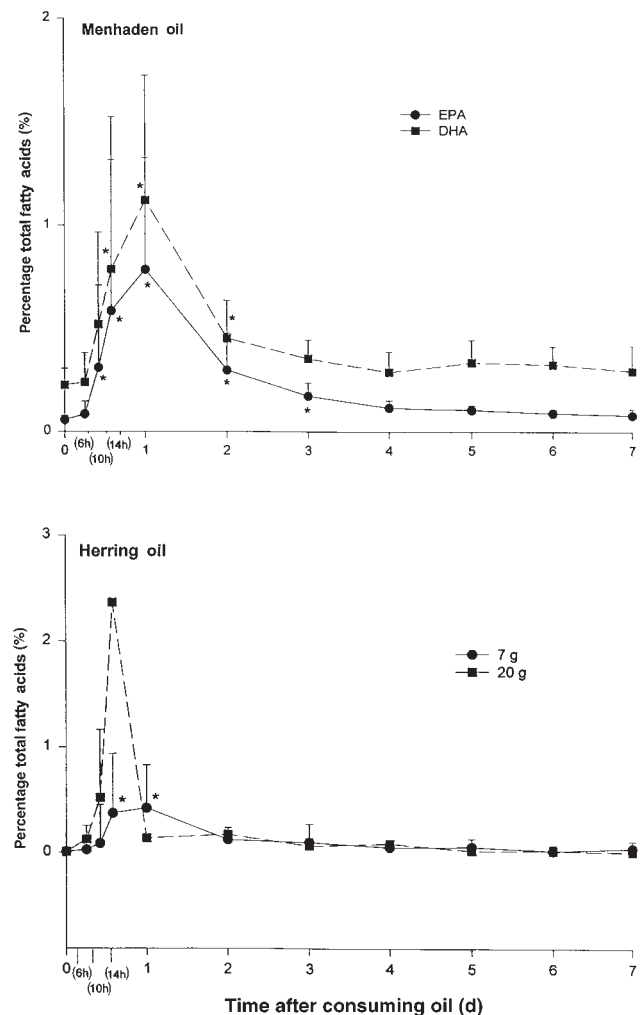 Menhaden oil
EPA
DHA
Percentage total fatty acids (%)
2
1
0
0 (6h) (10h) (14h) 1 2 3 4 5 6 7
* * * * * * * * *
Herring oil
7 g
20 g
Percentage total fatty acids (%)
3
2
1
0
* *
0 (6h) (10h) (14h) 1 2 3 4 5 6 7
Time after consuming oil (d)